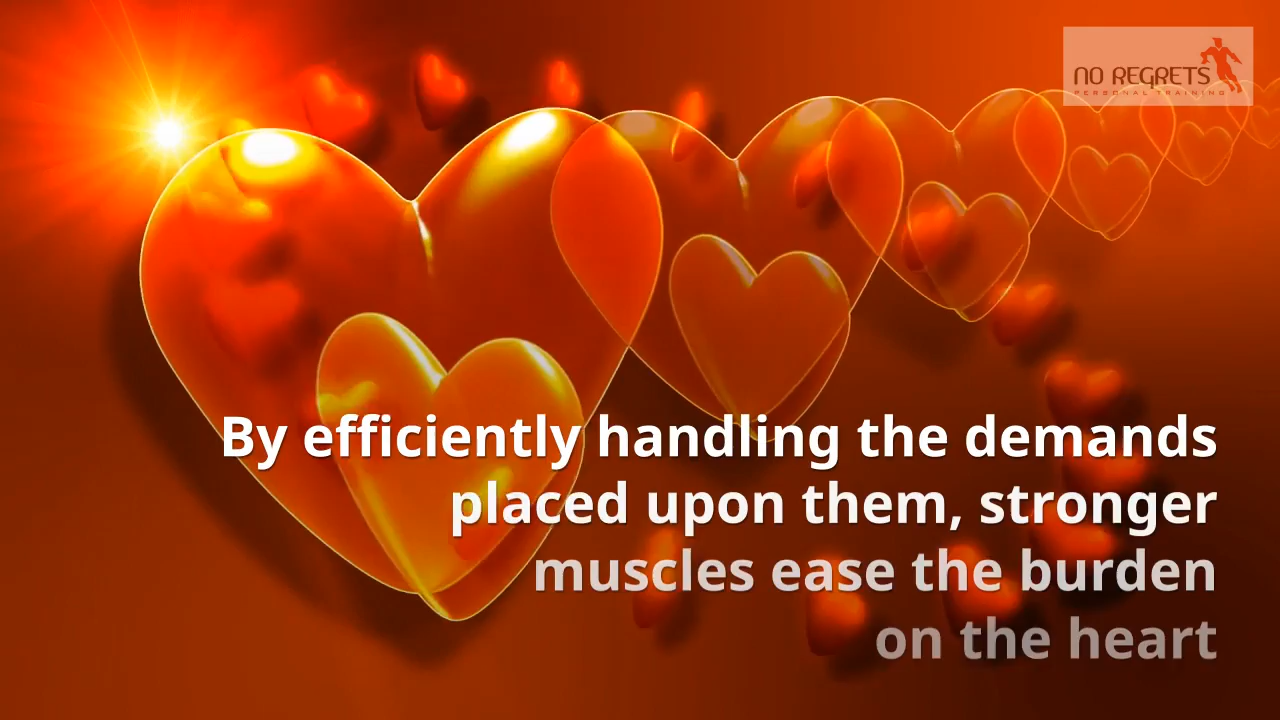 NO REGRETS
PERSONAL TRAINING
By efficiently handling the demands
placed upon them, stronger
muscles ease the burden
on the heart